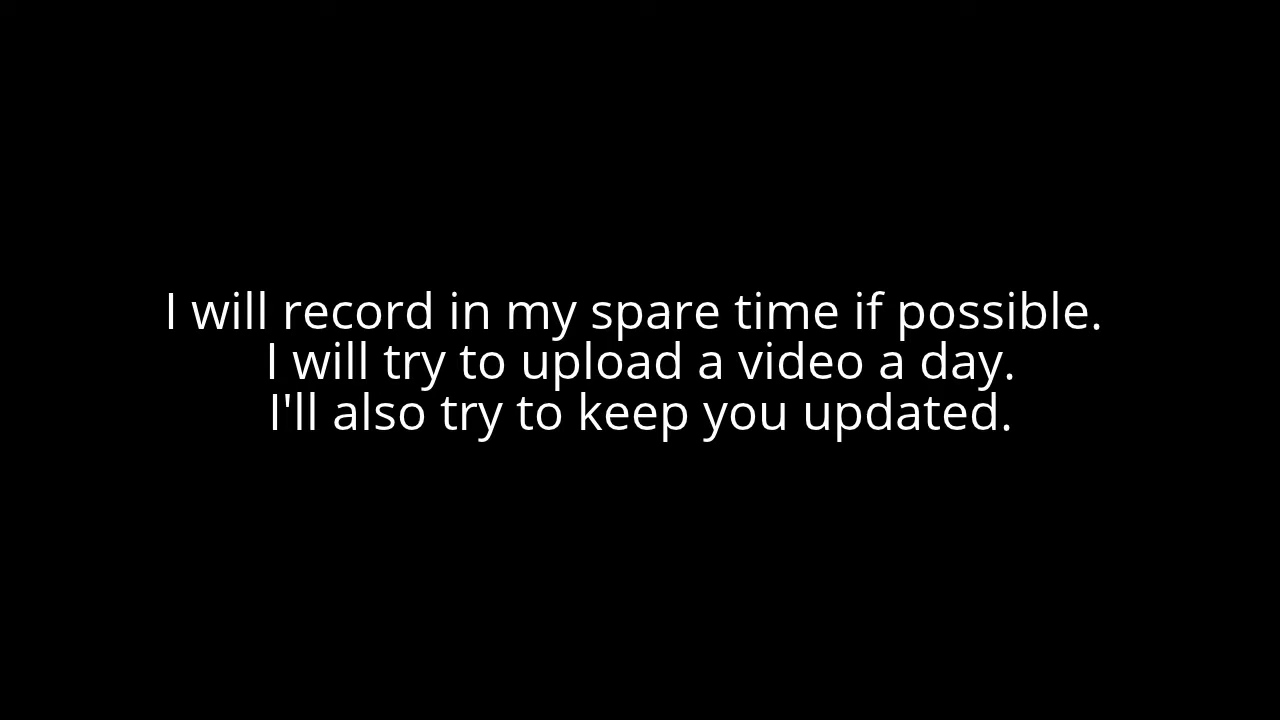 I will record in my spare time if possible.
I will try to upload a video a day.
I'll also try to keep you updated.